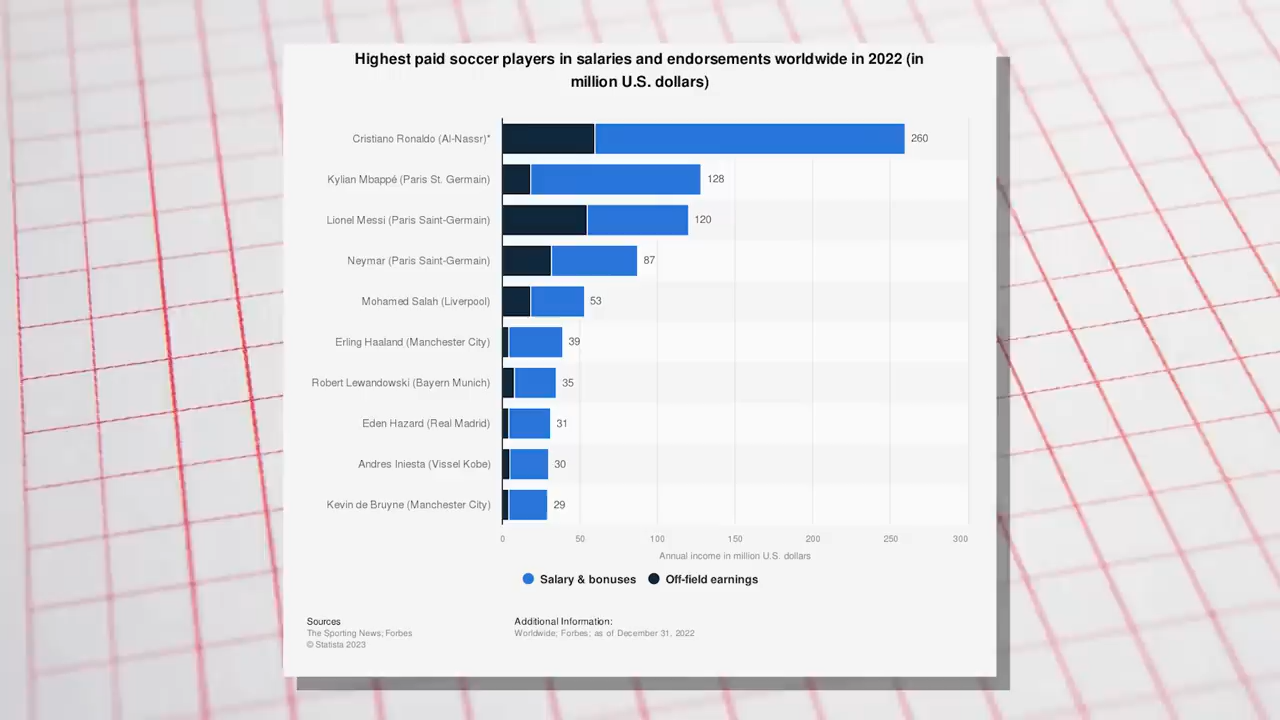 Highest paid soccer players in salaries and endorsements worldwide in 2022 (in
million U.S. dollars)
Cristiano Ronaldo (Al-Nassr)* 260
Kylian Mbappé (Paris St. Germain) 128
Lionel Messi (Paris Saint-Germain) 120
Neymar (Paris Saint-Germain) 87
Mohamed Salah (Liverpool) 53
Erling Haaland (Manchester City) 39
Robert Lewandowski (Bayern Munich) 35
Eden Hazard (Real Madrid) 31
Andres Iniesta (Vissel Kobe) 30
Kevin de Bruyne (Manchester City) 29
0 50 100 150 200 250 300
Annual income in million U.S. dollars
Salary & bonuses Off-field earnings
Sources Additional Information:
The Sporting News; Forbes Worldwide; Forbes; as of December 31, 2022
© Statista 2023